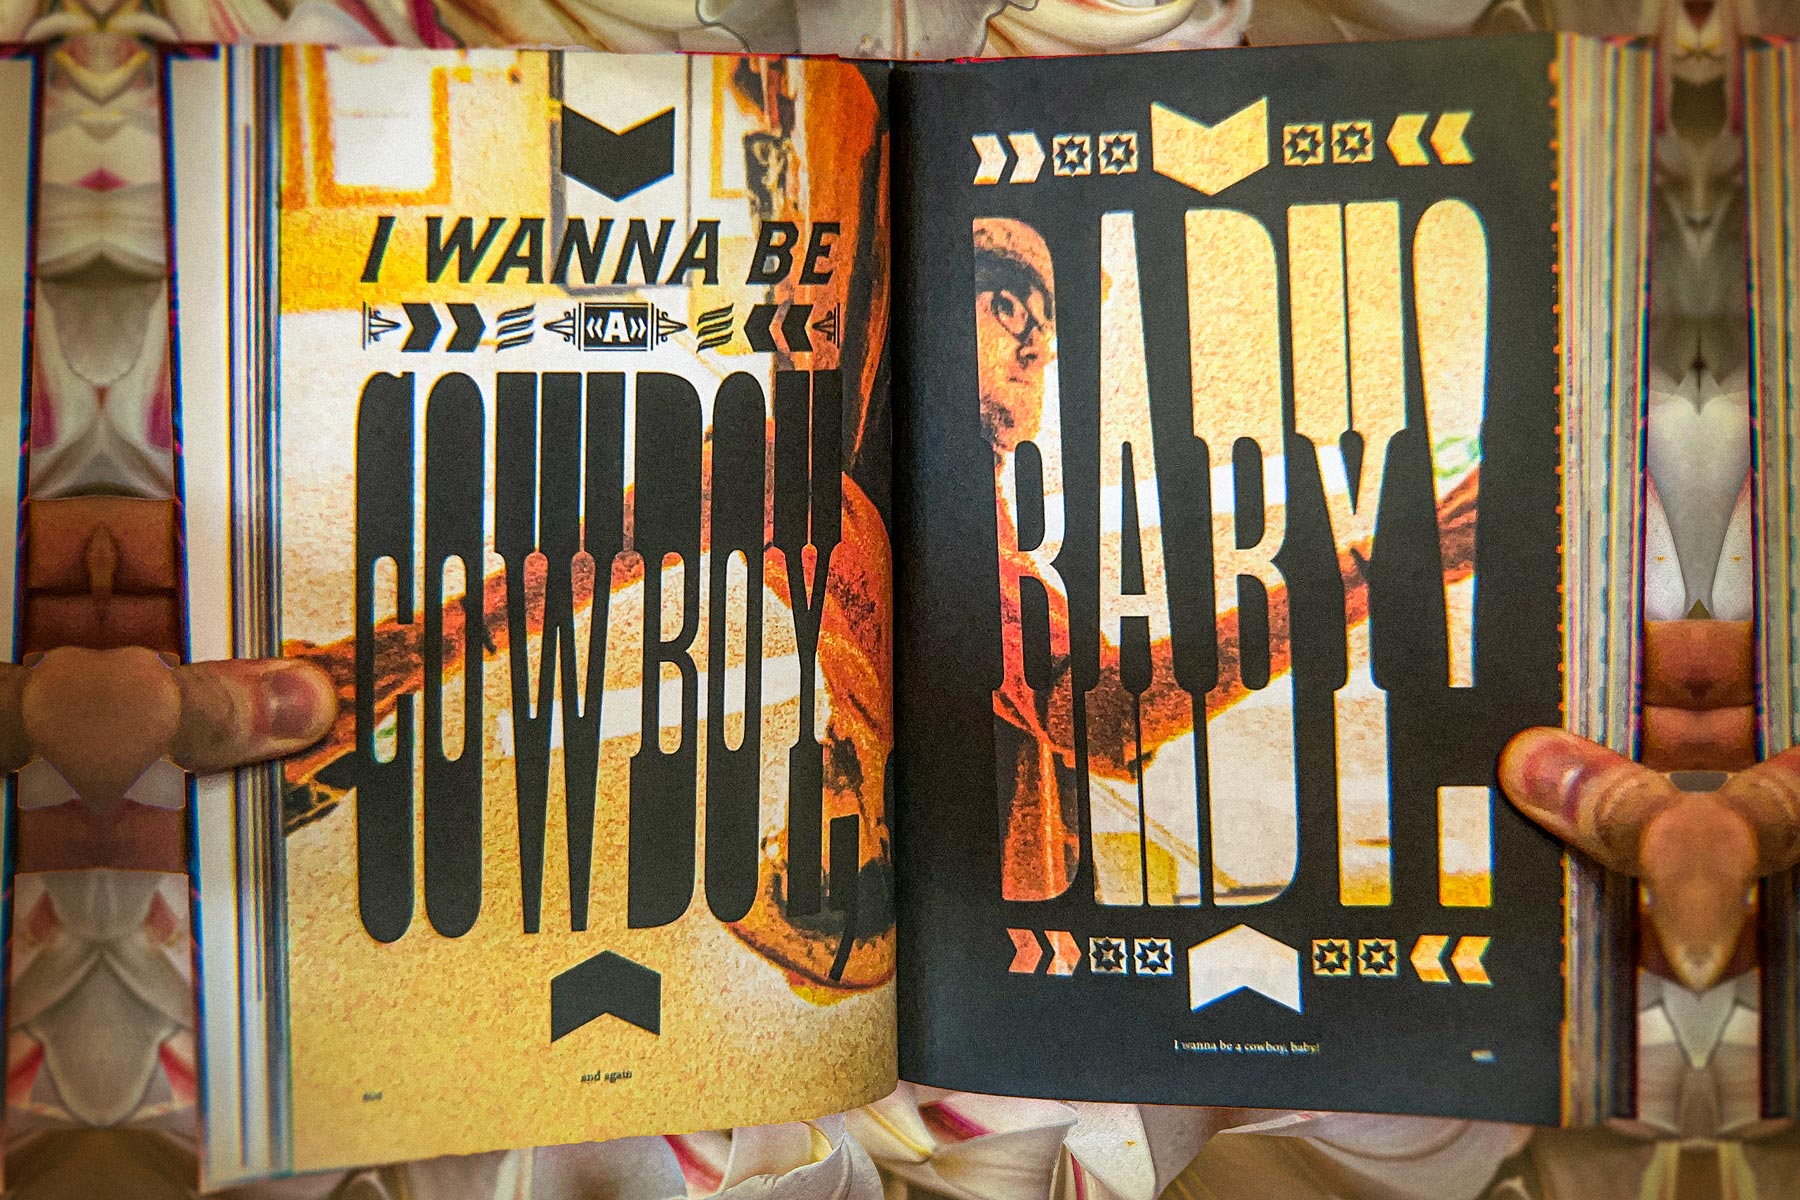 I WANNA BE
«A»
COWBOY,
and again
BABY!
I wanna be a cowboy, baby!